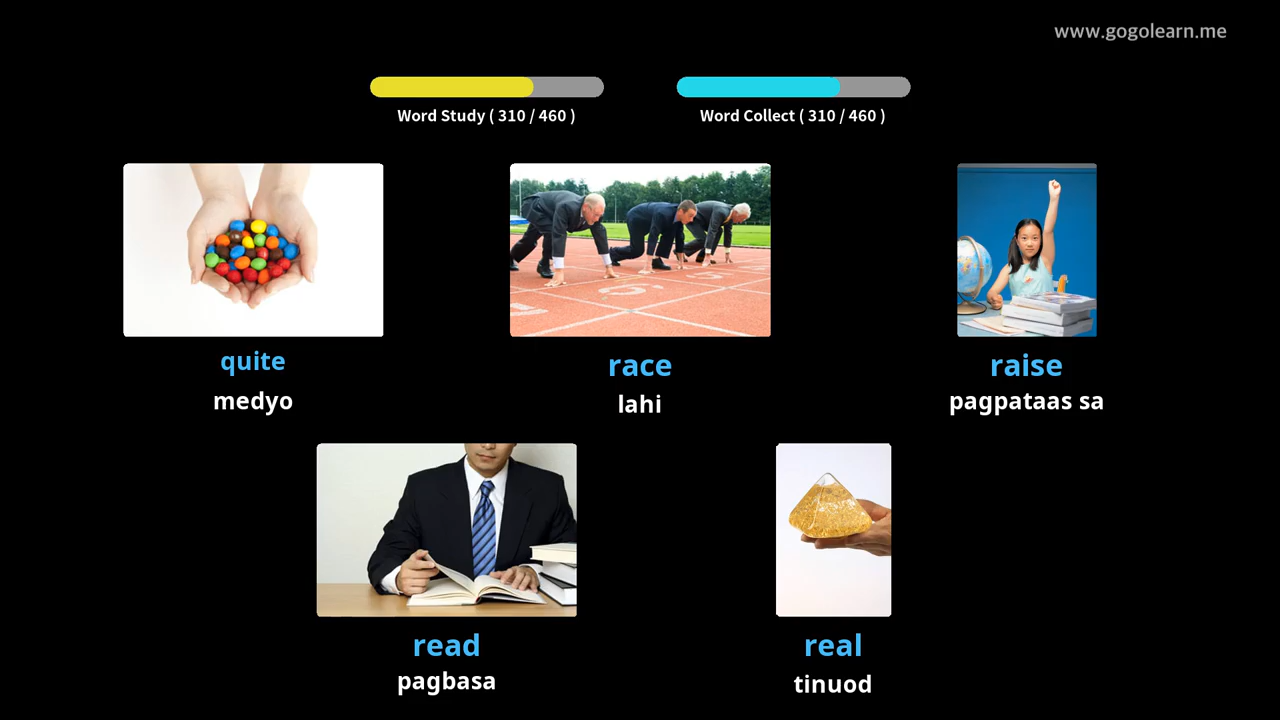 www.gogolearn.me
Word Study ( 310 / 460 )
Word Collect ( 310 / 460 )
quite
medyo
race
lahi
raise
pagpataas sa
read
pagbasa
real
tinuod